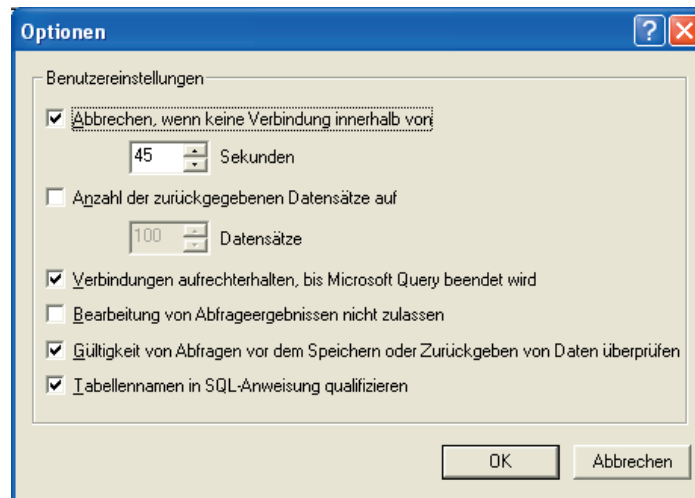 Optionen
Benutzereinstellungen
Abbrechen, wenn keine Verbindung innerhalb von
45 Sekunden
Anzahl der zurückgegebenen Datensätze auf
100 Datensätze
Verbindungen aufrechterhalten, bis Microsoft Query beendet wird
Bearbeitung von Abfrageergebnissen nicht zulassen
Gültigkeit von Abfragen vor dem Speichern oder Zurückgeben von Daten überprüfen
Tabellennamen in SQL-Anweisung qualifizieren
OK Abbrechen